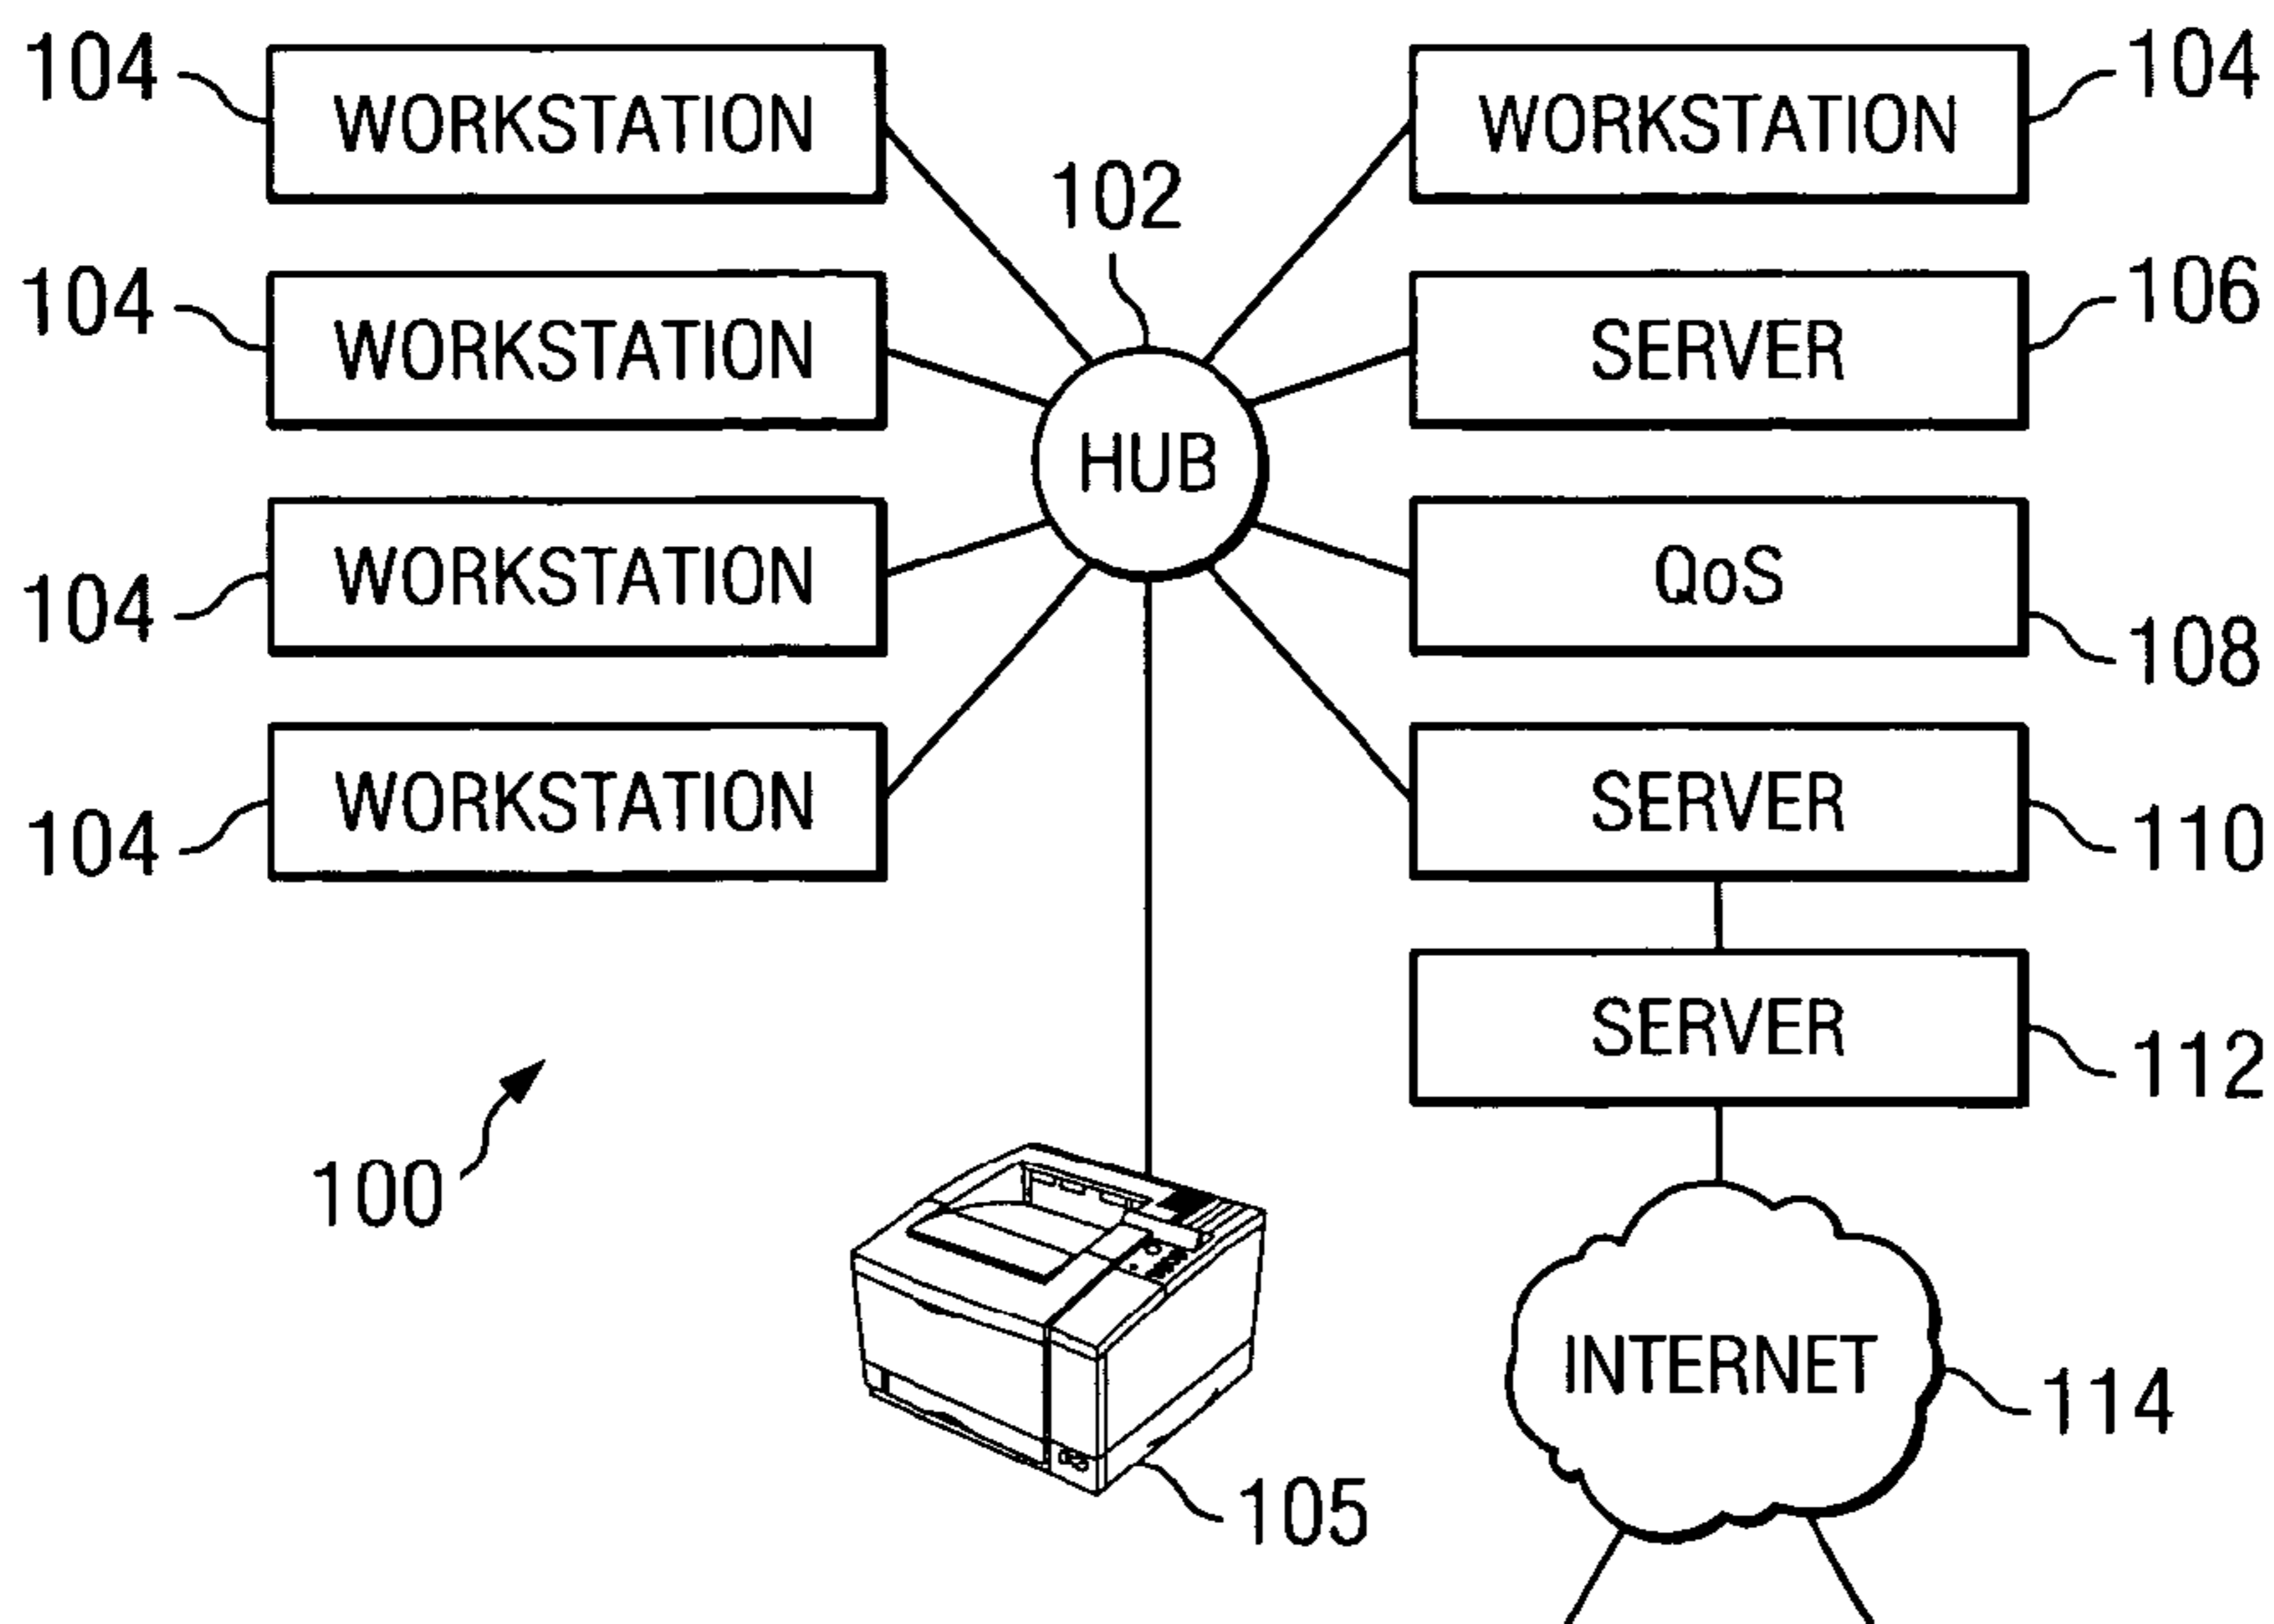 104 WORKSTATION WORKSTATION 104
102
104 WORKSTATION SERVER 106
HUB
104 WORKSTATION QoS 108
104 WORKSTATION SERVER 110
SERVER 112
100
INTERNET 114
105